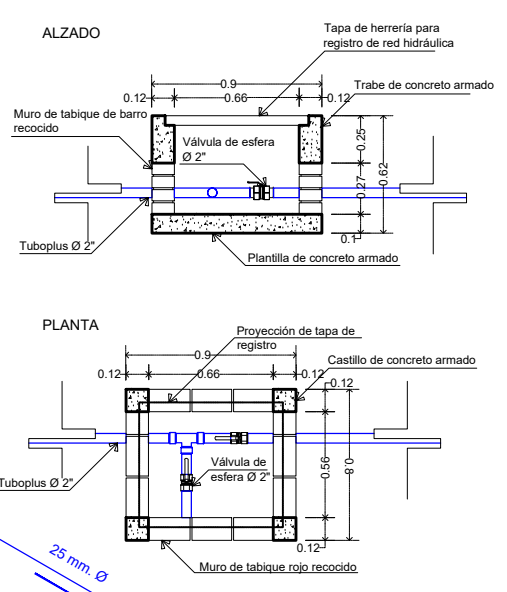 ALZADO
Tapa de herrería para
registro de red hidráulica
0.9
0.12
0.66
0.12
Trabe de concreto armado
Muro de tabique de barro
recocido
Válvula de esfera
Ø 2"
0.25
0.62
0.27
0.1
Tuboplus Ø 2"
Plantilla de concreto armado
PLANTA
Proyección de tapa de
registro
0.9
0.12
0.66
0.12
Castillo de concreto armado
0.12
Válvula de
esfera Ø 2"
0.56
0.8
Tuboplus Ø 2"
0.12
Muro de tabique rojo recocido
25 mm. Ø